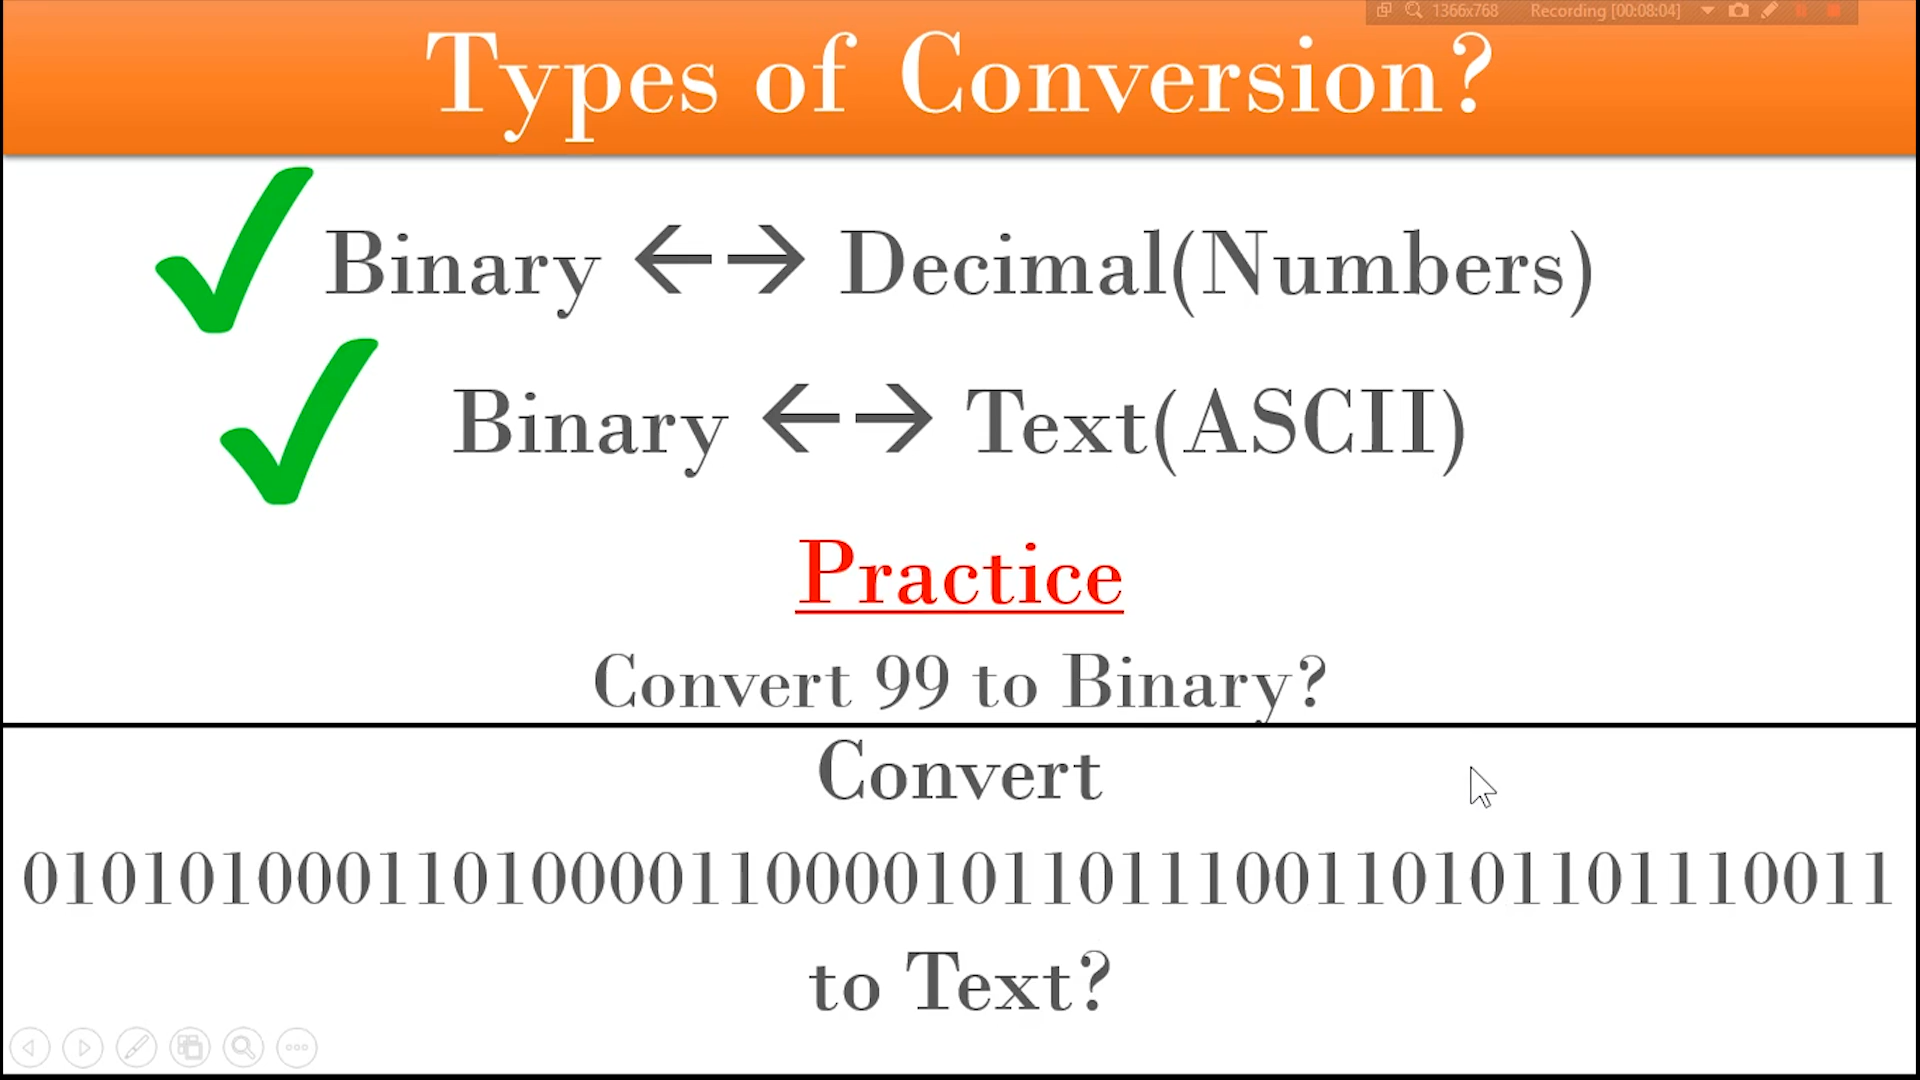 1366x768 Recording [00:08:04]
Types of Conversion?
Binary ←→ Decimal(Numbers)
Binary ←→ Text(ASCII)
Practice
Convert 99 to Binary?
Convert
010101000110100001100001011011100110101101110011
to Text?